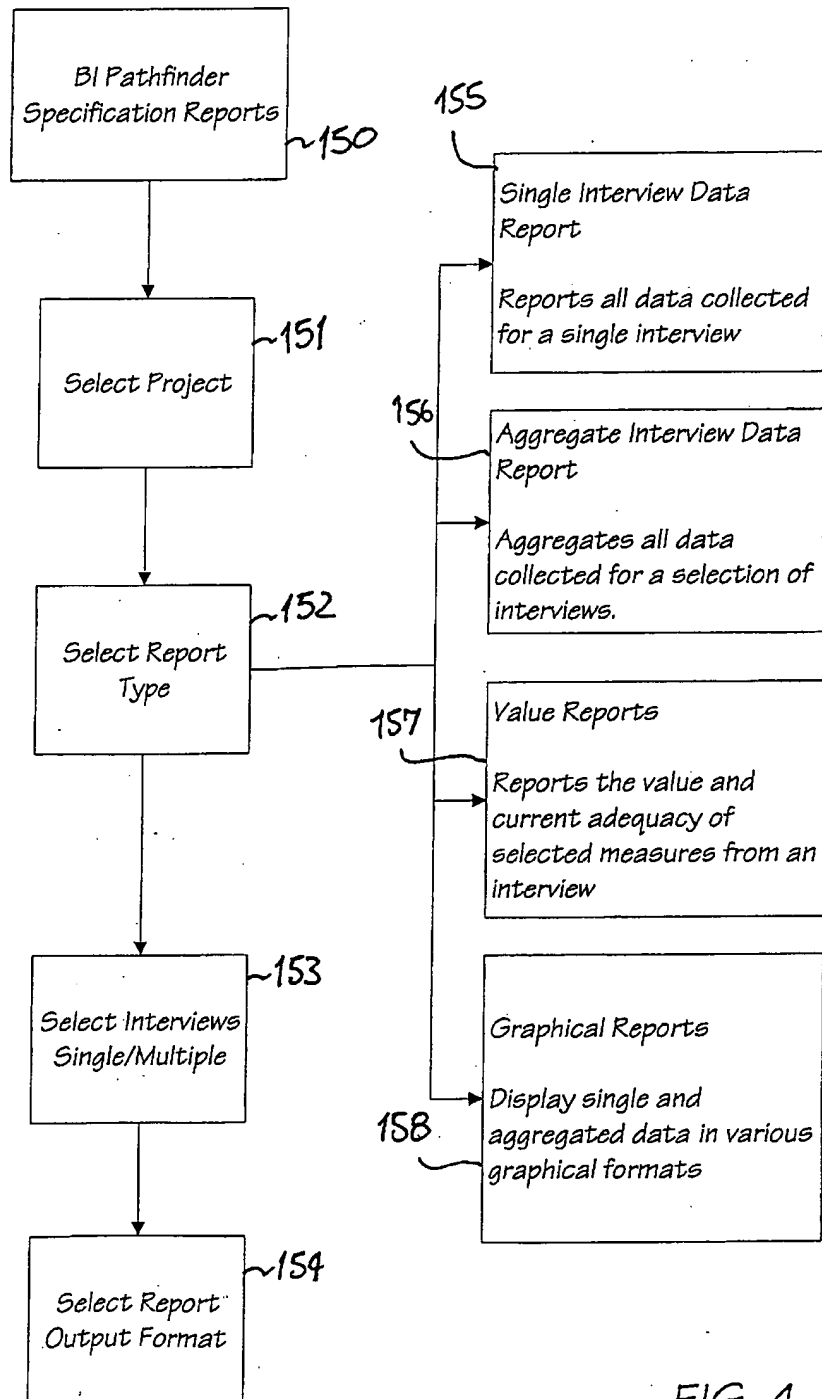 BI Pathfinder
Specification Reports
150
Select Project
151
Select Report
Type
152
Select Interviews
Single/Multiple
153
Select Report
Output Format
154
155
Single Interview Data
Report
Reports all data collected
for a single interview
156
Aggregate Interview Data
Report
Aggregates all data
collected for a selection of
interviews.
157
Value Reports
Reports the value and
current adequacy of
selected measures from an
interview
158
Graphical Reports
Display single and
aggregated data in various
graphical formats